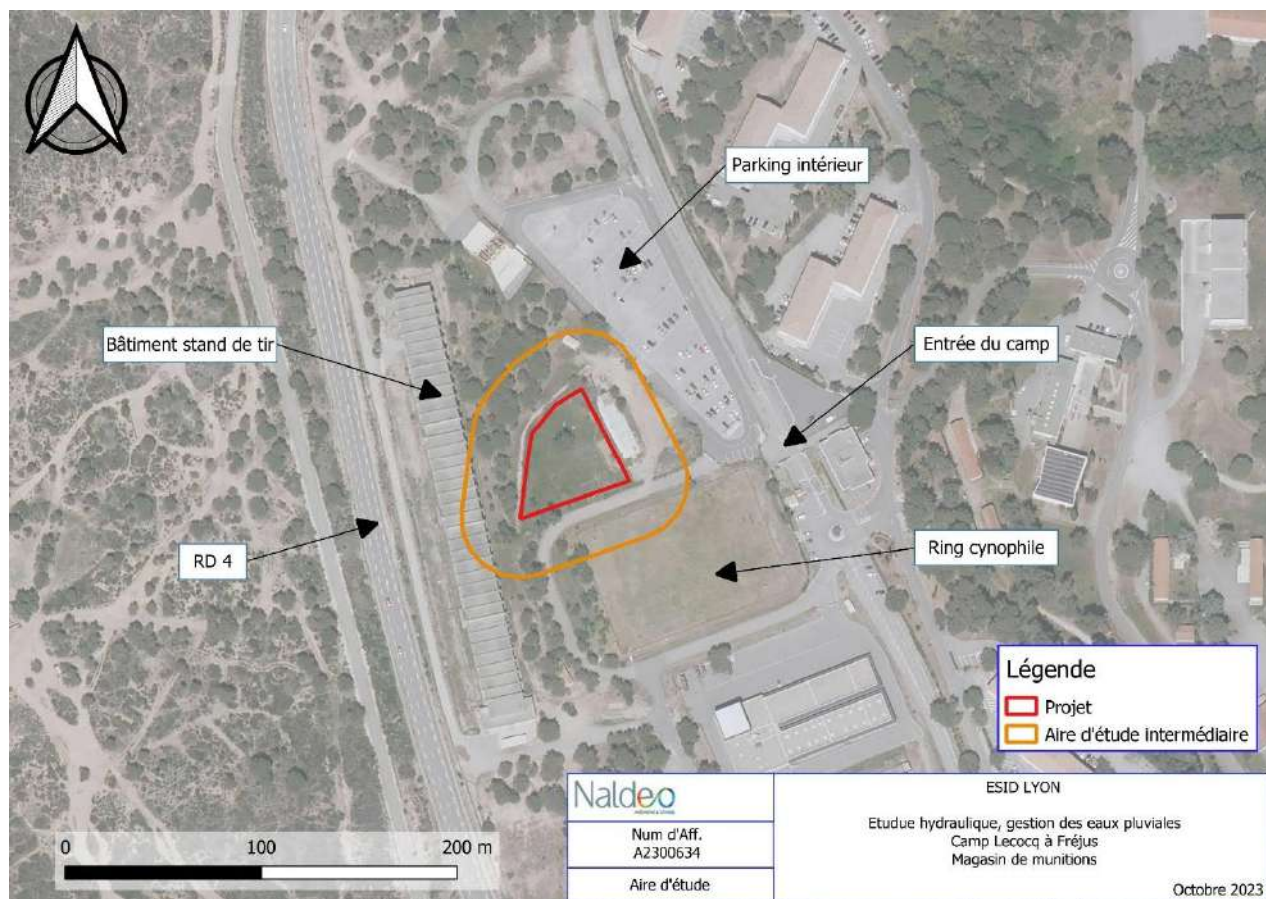 Parking intérieur
Bâtiment stand de tir
Entrée du camp
RD 4
Ring cynophile
Légende
Projet
Aire d'étude intermédiaire
0 100 200 m
Naldeo
Num d'Aff.
A2300634
Aire d'étude
ESID LYON
Etudue hydraulique, gestion des eaux pluviales
Camp Lecocq à Fréjus
Magasin de munitions
Octobre 2023